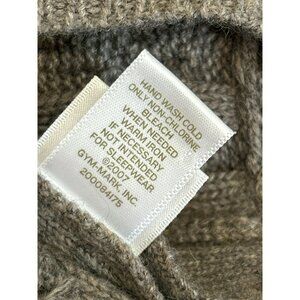 HAND WASH COLD
ONLY NON-CHLORINE
BLEACH
WHEN NEEDED
WARM IRON
IF NECESSARY
NOT INTENDED
FOR SLEEPWEAR
©2007
GYM-MARK, INC.
200084175